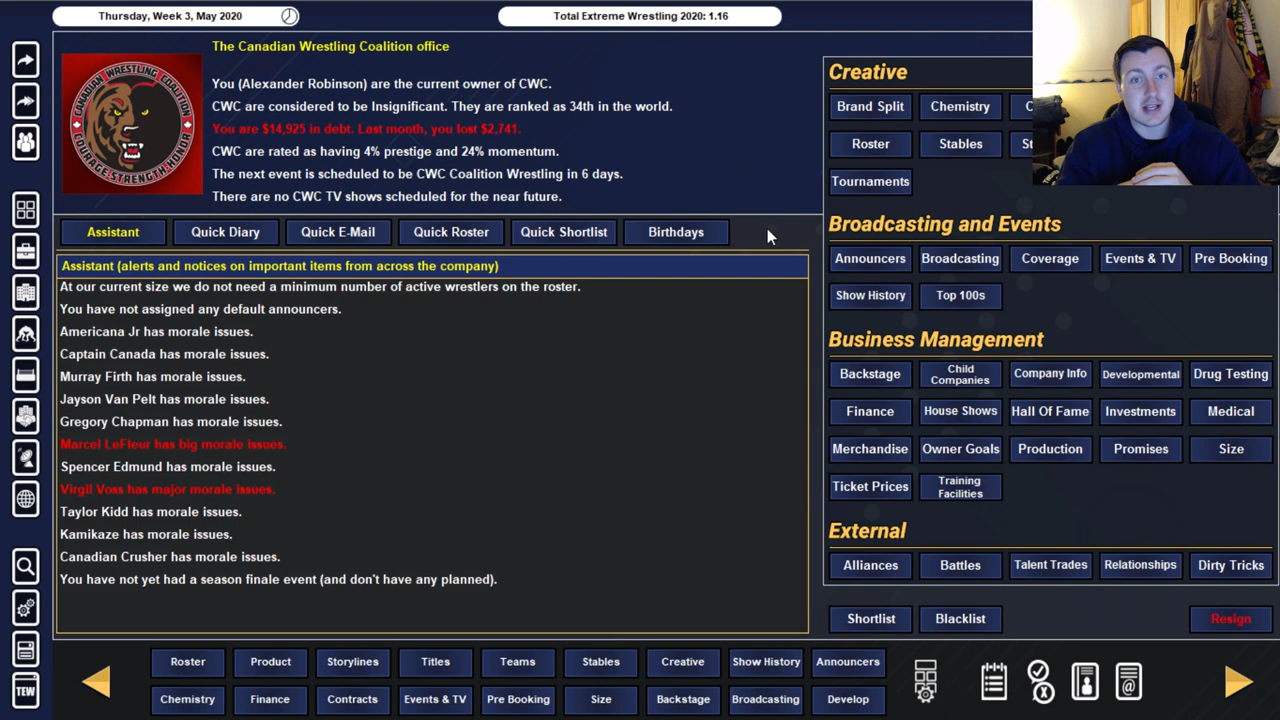 Thursday, Week 3, May 2020
Total Extreme Wrestling 2020: 1.16
The Canadian Wrestling Coalition office
CANADIAN WRESTLING COALITION
COURAGE STRENGTH HONOR
You (Alexander Robinson) are the current owner of CWC.
CWC are considered to be Insignificant. They are ranked as 34th in the world.
You are $14,925 in debt. Last month, you lost $2,741.
CWC are rated as having 4% prestige and 24% momentum.
The next event is scheduled to be CWC Coalition Wrestling in 6 days.
There are no CWC TV shows scheduled for the near future.
Assistant
Quick Diary
Quick E-Mail
Quick Roster
Quick Shortlist
Birthdays
Assistant (alerts and notices on important items from across the company)
At our current size we do not need a minimum number of active wrestlers on the roster.
You have not assigned any default announcers.
Americana Jr has morale issues.
Captain Canada has morale issues.
Murray Firth has morale issues.
Jayson Van Pelt has morale issues.
Gregory Chapman has morale issues.
Marcel LeFleur has big morale issues.
Spencer Edmund has morale issues.
Virgil Voss has major morale issues.
Taylor Kidd has morale issues.
Kamikaze has morale issues.
Canadian Crusher has morale issues.
You have not yet had a season finale event (and don't have any planned).
Creative
Brand Split
Chemistry
Roster
Stables
Tournaments
Broadcasting and Events
Announcers
Broadcasting
Coverage
Events & TV
Pre Booking
Show History
Top 100s
Business Management
Backstage
Child Companies
Company Info
Developmental
Drug Testing
Finance
House Shows
Hall Of Fame
Investments
Medical
Merchandise
Owner Goals
Production
Promises
Size
Ticket Prices
Training Facilities
External
Alliances
Battles
Talent Trades
Relationships
Dirty Tricks
Shortlist
Blacklist
Resign
TEW
Roster
Product
Storylines
Titles
Teams
Stables
Creative
Show History
Announcers
Chemistry
Finance
Contracts
Events & TV
Pre Booking
Size
Backstage
Broadcasting
Develop